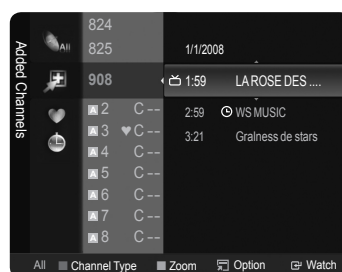 824
825
908
A 2 C --
A 3 ♥ C --
A 4 C --
A 5 C --
A 6 C --
A 7 C --
A 8 C --
Added Channels
All
1/1/2008
1:59 LA ROSE DES ....
2:59 WS MUSIC
3:21 Gralness de stars
All Channel Type Zoom Option Watch